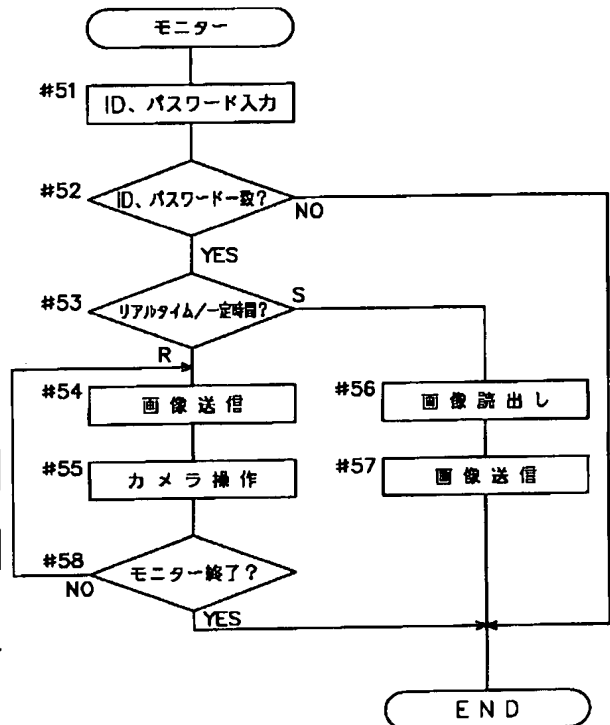 モニター
#51
ID、パスワード入力
#52
ID、パスワード一致?
NO
YES
#53
リアルタイム/一定時間?
S
R
#54
画像送信
#56
画像読出し
#55
カメラ操作
#57
画像送信
#58
モニター終了?
NO
YES
END